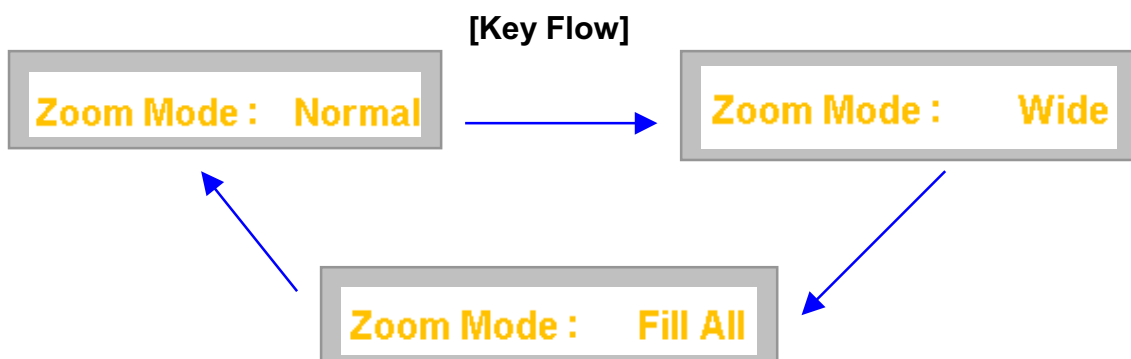 [Key Flow]
Zoom Mode : Normal
Zoom Mode : Wide
Zoom Mode : Fill All